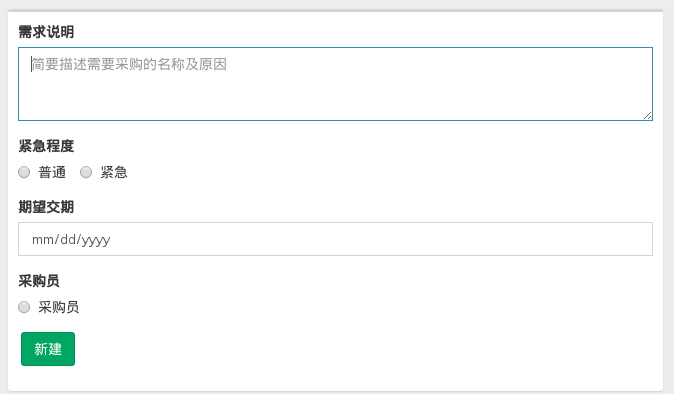 需求说明
简要描述需要采购的名称及原因
紧急程度
普通 紧急
期望交期
mm/dd/yyyy
采购员
采购员
新建